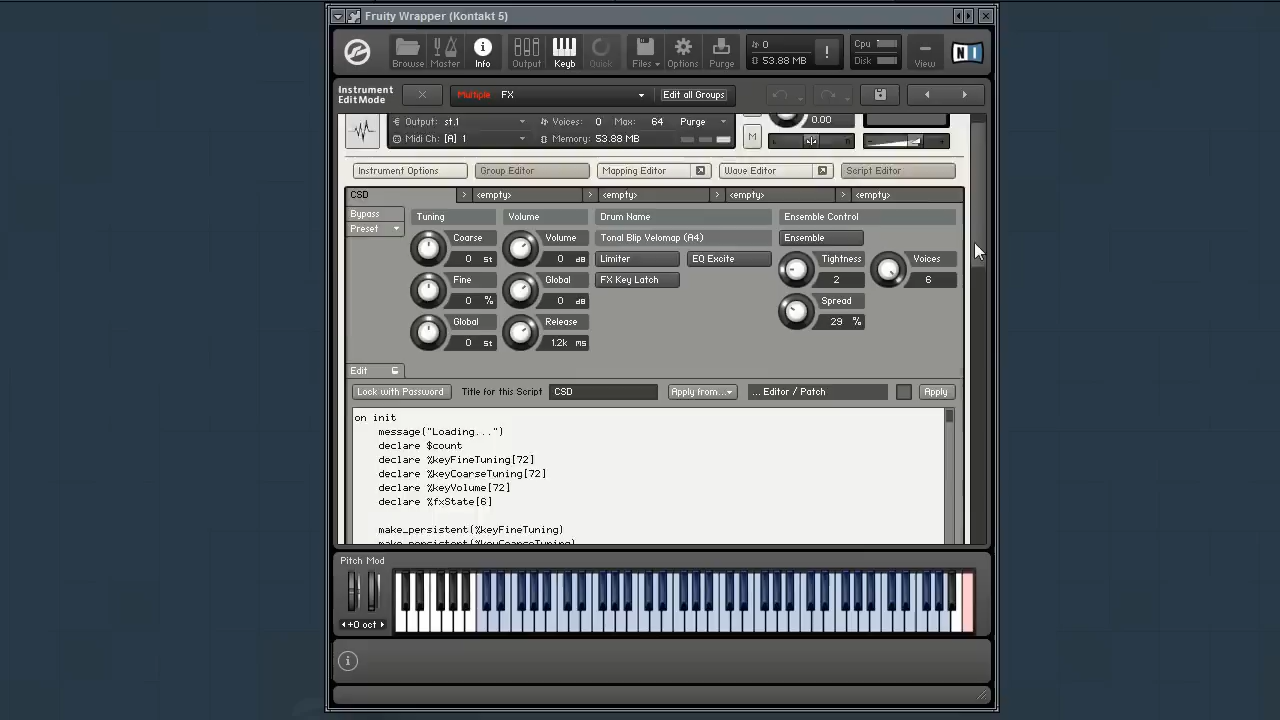 Fruity Wrapper (Kontakt 5)
Browse Master Info Output Keyb Quick Files Options Purge 0 53.88 MB ! Cpu Disk View NI
Instrument Edit Mode Multiple FX Edit all Groups
Output: st.1 Voices: 0 Max: 64 Purge 0.00
Midi Ch: [A] 1 Memory: 53.88 MB M
Instrument Options Group Editor Mapping Editor Wave Editor Script Editor
CSD <empty> <empty> <empty> <empty>
Bypass Tuning Volume Drum Name Ensemble Control
Preset Coarse Volume Tonal Blip Velomap (A4) Ensemble
0 st 0 dB Limiter EQ Excite Tightness Voices
Fine Global FX Key Latch 2 6
0 % 0 dB Spread
Global Release 29 %
0 st 1.2k ms
Edit
Lock with Password Title for this Script CSD Apply from... ... Editor / Patch Apply
on init
message("Loading...")
declare $count
declare %keyFineTuning[72]
declare %keyCoarseTuning[72]
declare %keyVolume[72]
declare %fxState[6]
make_persistent(%keyFineTuning)
make_persistent(%keyCoarseTuning)
Pitch Mod
+0 oct